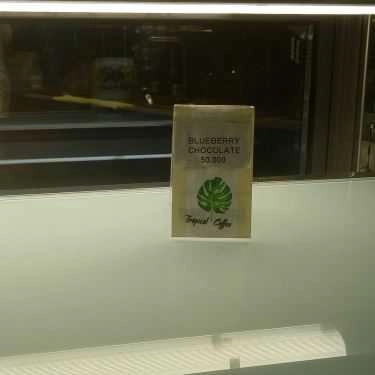 BLUEBERRY
CHOCOLATE
50.000
Tropical Coffee